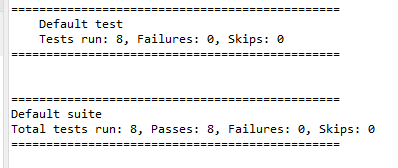 ===============================================
    Default test
    Tests run: 8, Failures: 0, Skips: 0
===============================================
===============================================
Default suite
Total tests run: 8, Passes: 8, Failures: 0, Skips: 0
===============================================